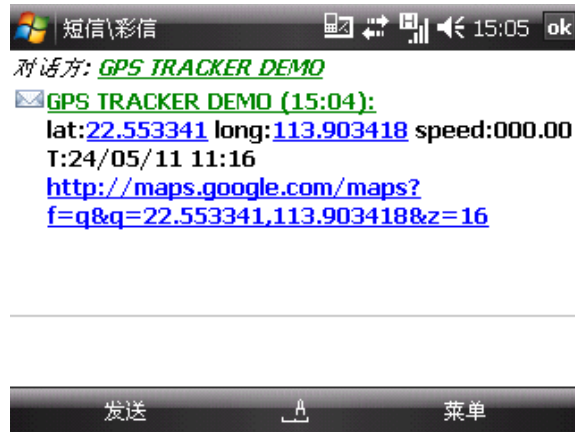 短信\彩信 15:05 ok
对话方: GPS TRACKER DEMO
GPS TRACKER DEMO (15:04):
lat:22.553341 long:113.903418 speed:000.00
T:24/05/11 11:16
http://maps.google.com/maps?
f=q&q=22.553341,113.903418&z=16
发送 菜单